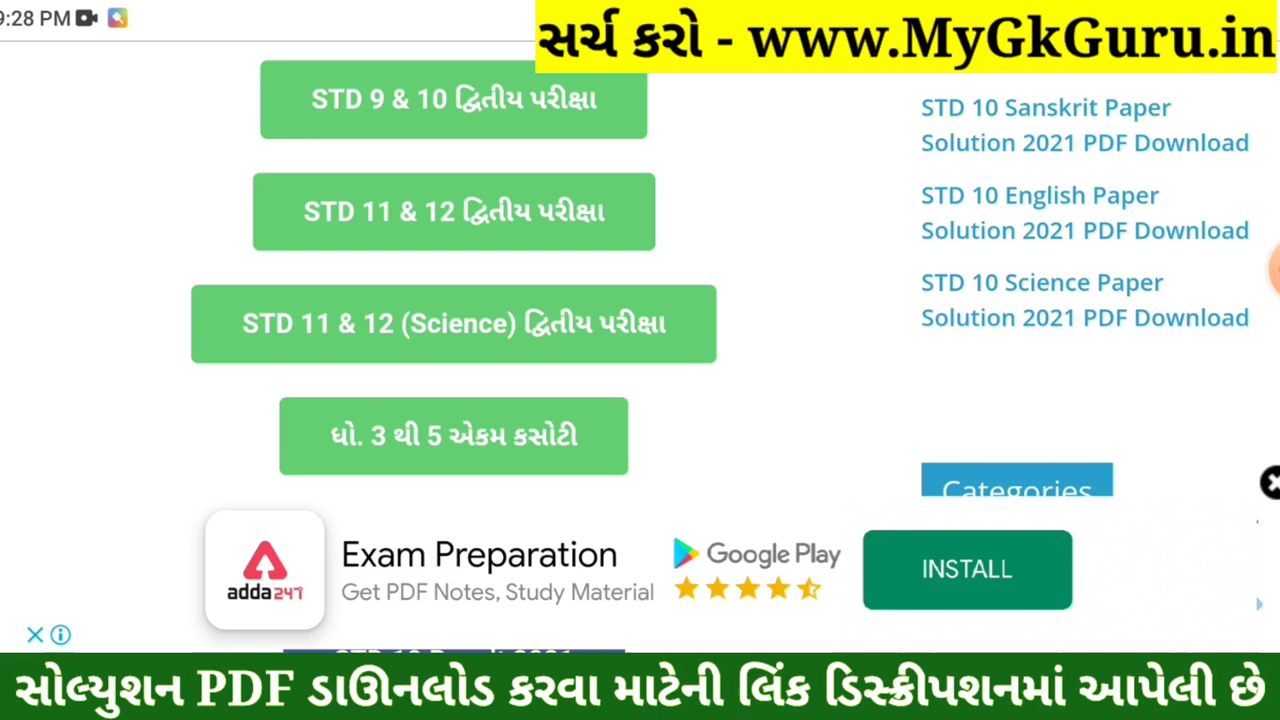 9:28 PM
સર્ચ કરો - www.MyGkGuru.in
STD 9 & 10 દ્વિતીય પરીક્ષા
STD 11 & 12 દ્વિતીય પરીક્ષા
STD 11 & 12 (Science) દ્વિતીય પરીક્ષા
ધો. 3 થી 5 એકમ કસોટી
STD 10 Sanskrit Paper
Solution 2021 PDF Download
STD 10 English Paper
Solution 2021 PDF Download
STD 10 Science Paper
Solution 2021 PDF Download
Categories
adda247
Exam Preparation
Get PDF Notes, Study Material
Google Play
INSTALL
સોલ્યુશન PDF ડાઊનલોડ કરવા માટેની લિંક ડિસ્ક્રીપશનમાં આપેલી છે